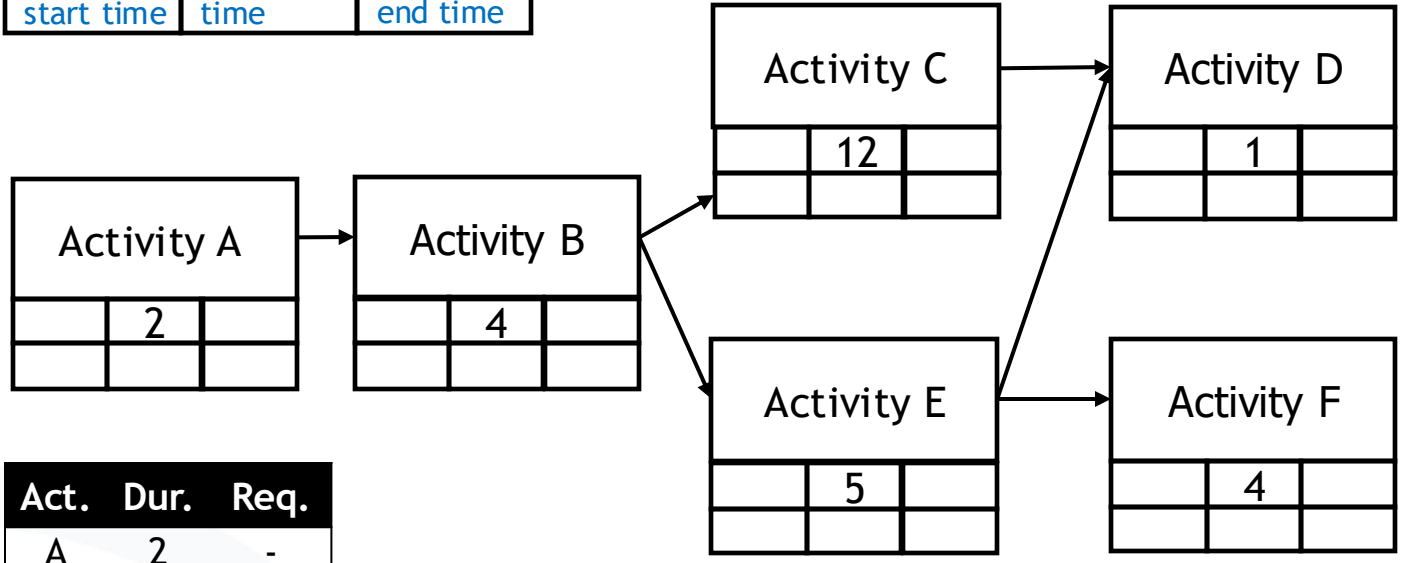 start time time end time
Activity C Activity D
12 1
Activity A Activity B
2 4
Activity E Activity F
5 4
Act. Dur. Req.
A 2 -